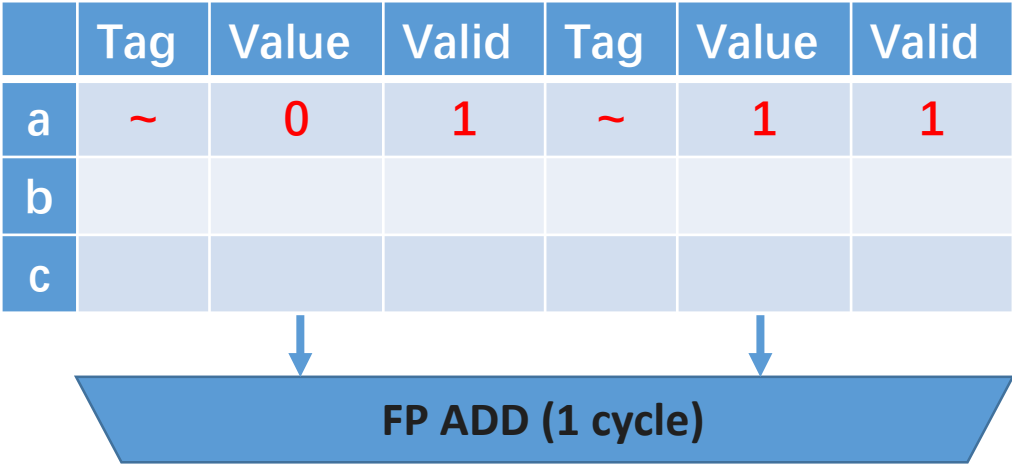 Tag Value Valid Tag Value Valid
a ~ 0 1 ~ 1 1
b
c
FP ADD (1 cycle)